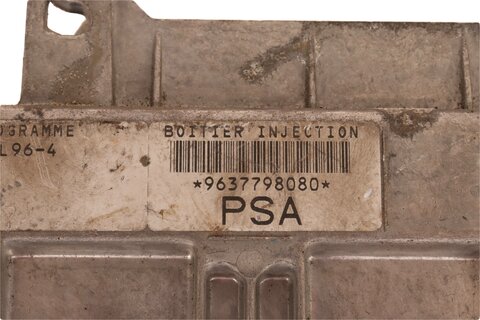 OGRAMME
L96-4
BOITIER INJECTION
*9637798080*
PSA